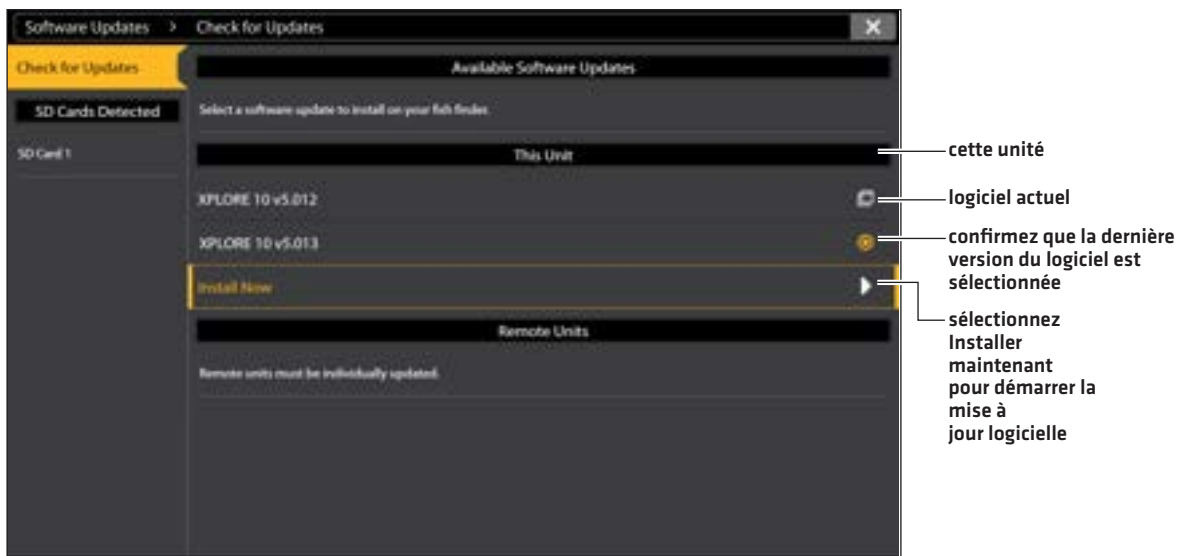 Software Updates > Check for Updates
Check for Updates
Available Software Updates
SD Cards Detected
Select a software update to install on your fish finder.
SD Card 1
This Unit
cette unité
XPLORE 10 v5.012
logiciel actuel
XPLORE 10 v5.013
confirmez que la dernière
version du logiciel est
sélectionnée
Install Now
sélectionnez
Installer
maintenant
pour démarrer la
mise à
jour logicielle
Remote Units
Remote units must be individually updated.